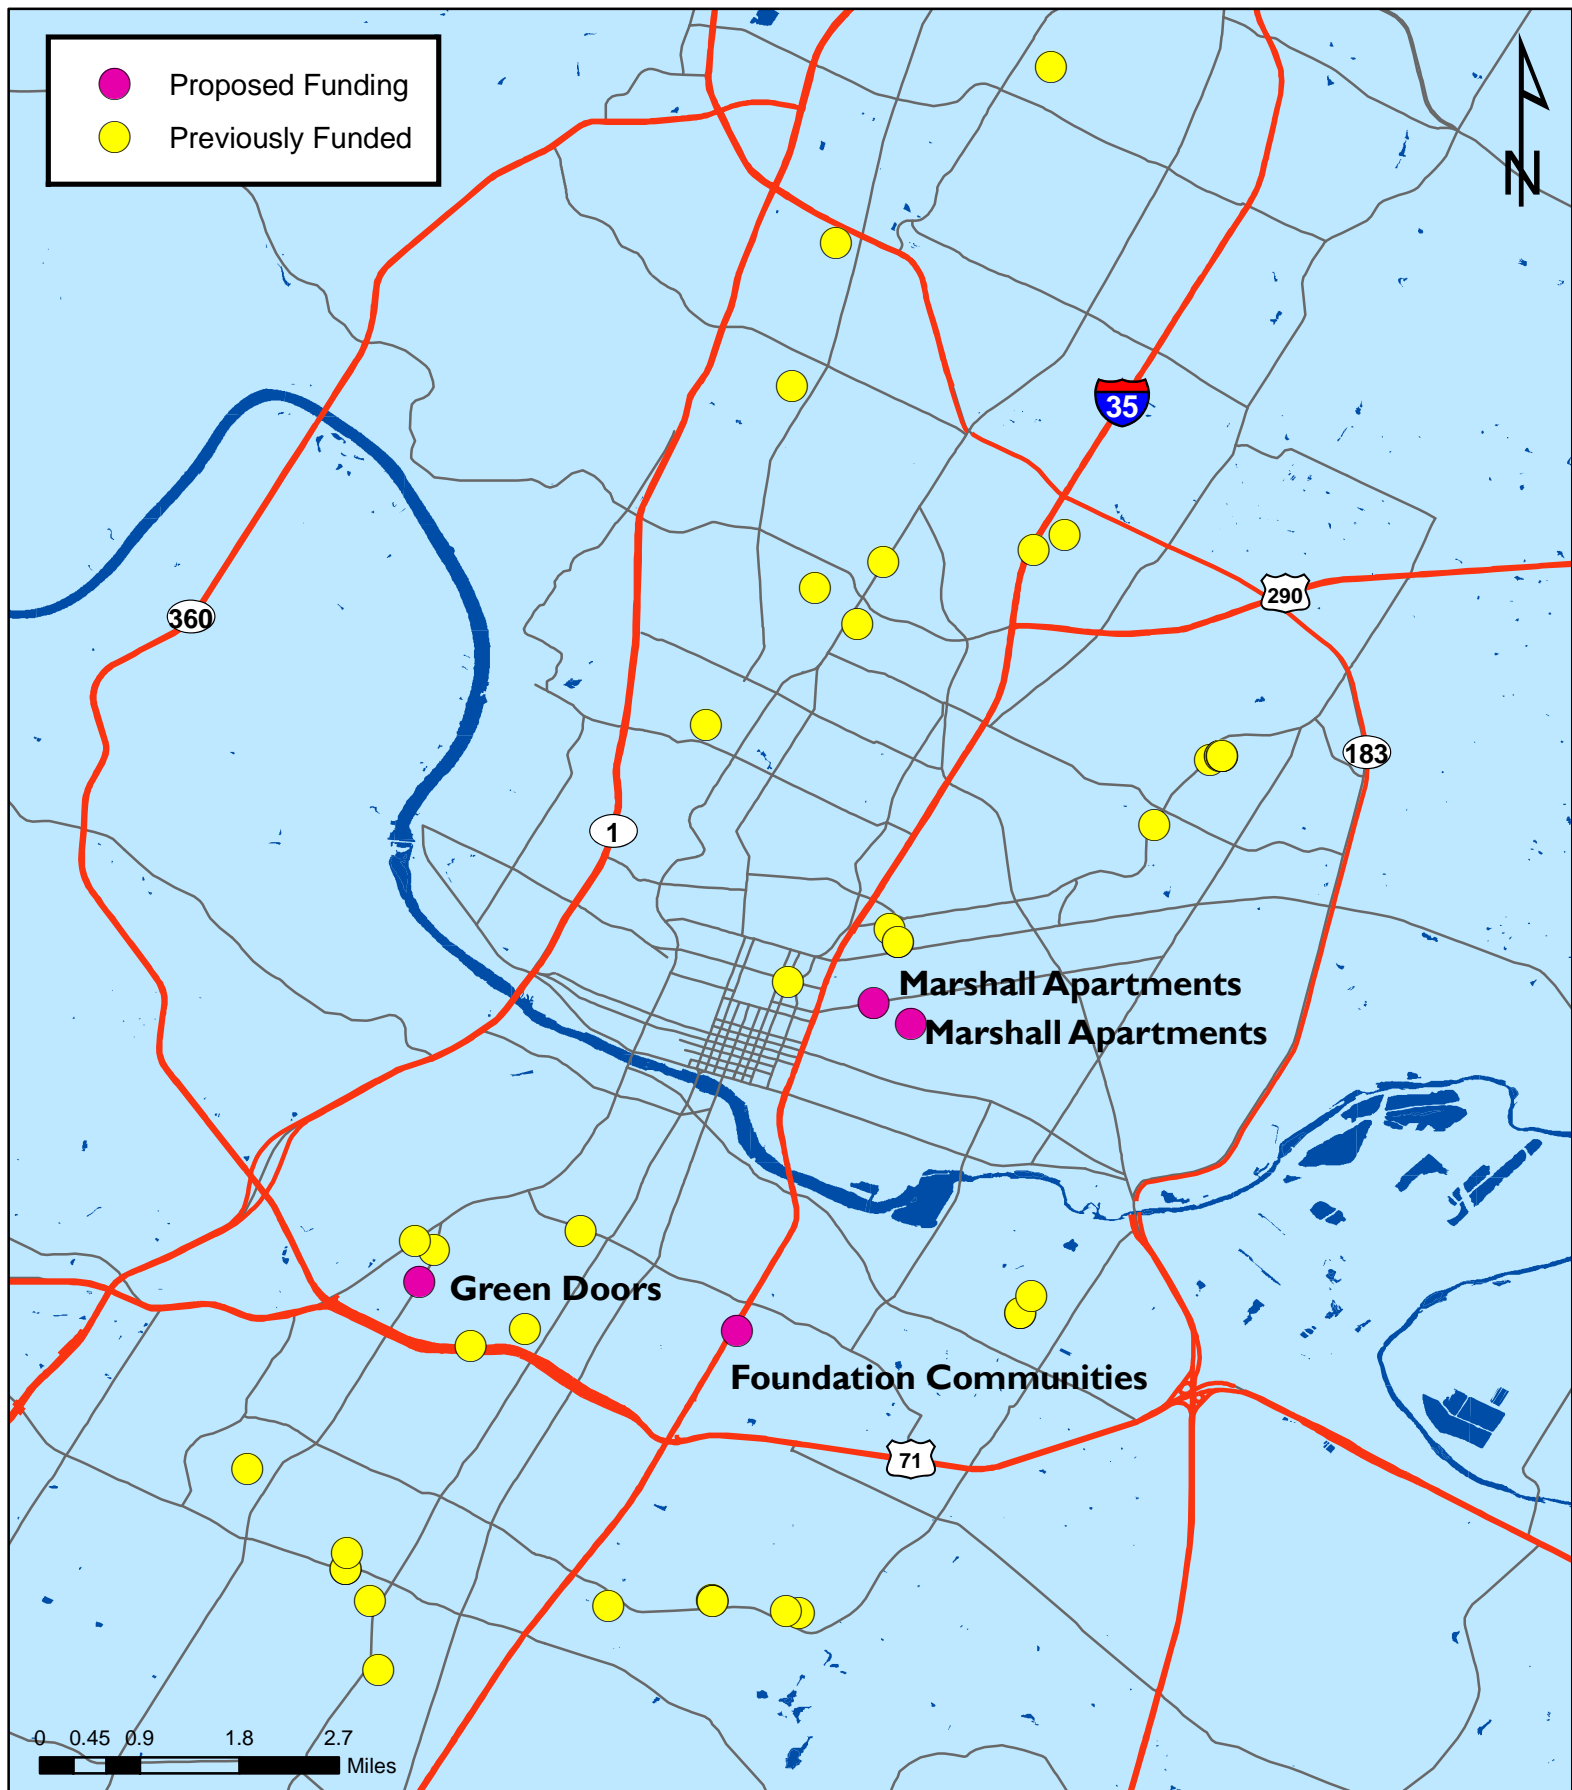 Proposed Funding
Previously Funded
N
35
290
360
183
1
Marshall Apartments
Marshall Apartments
Green Doors
Foundation Communities
71
0 0.45 0.9 1.8 2.7
Miles